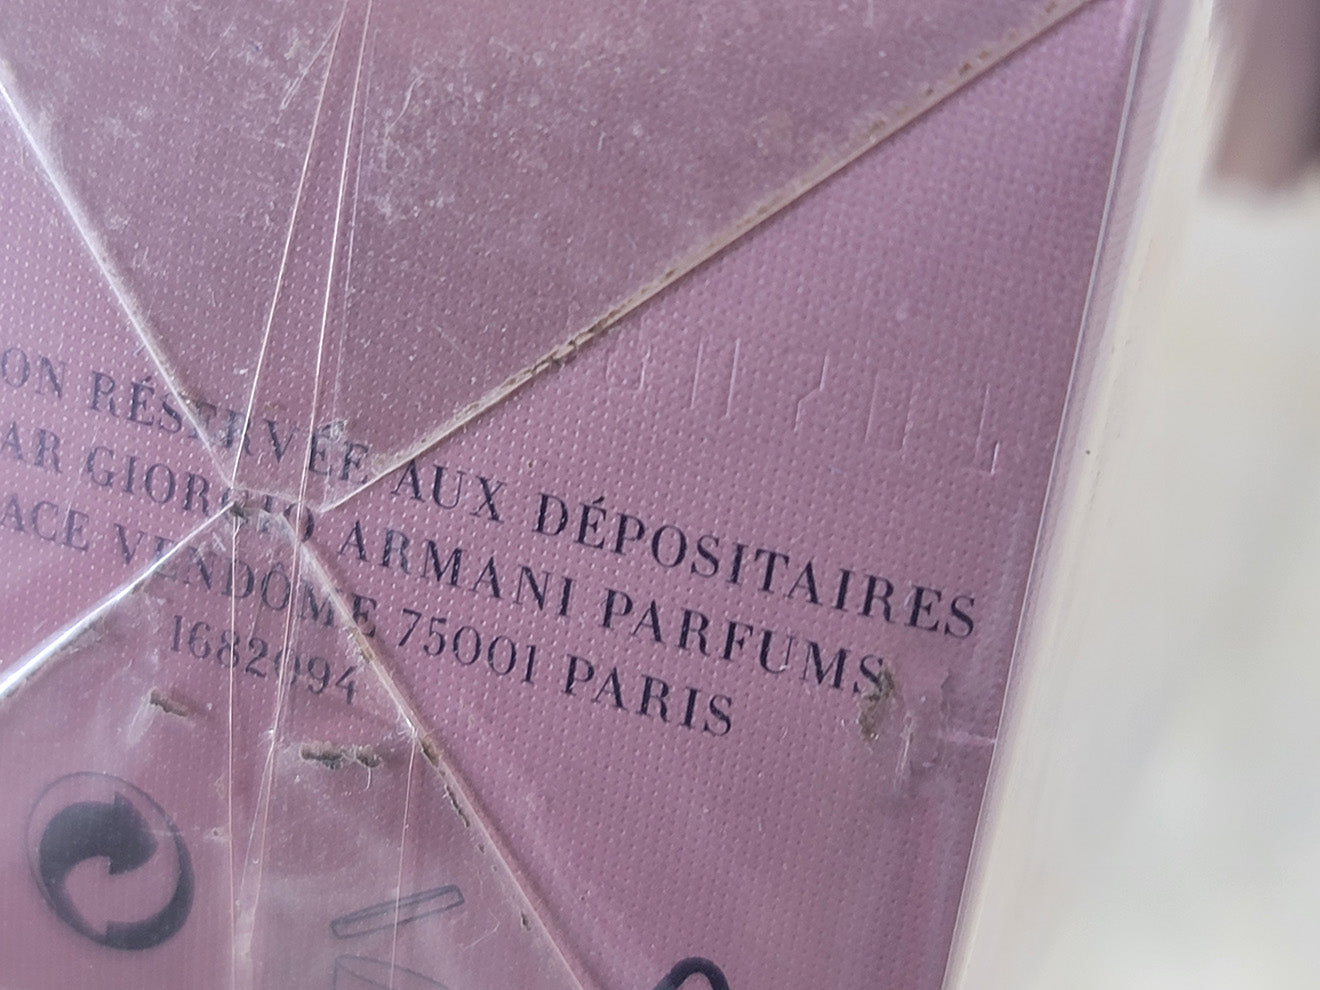 ON RÉSERVÉE AUX DÉPOSITAIRES
AR GIORGIO ARMANI PARFUMS
ACE VENDÔME 75001 PARIS
1682094